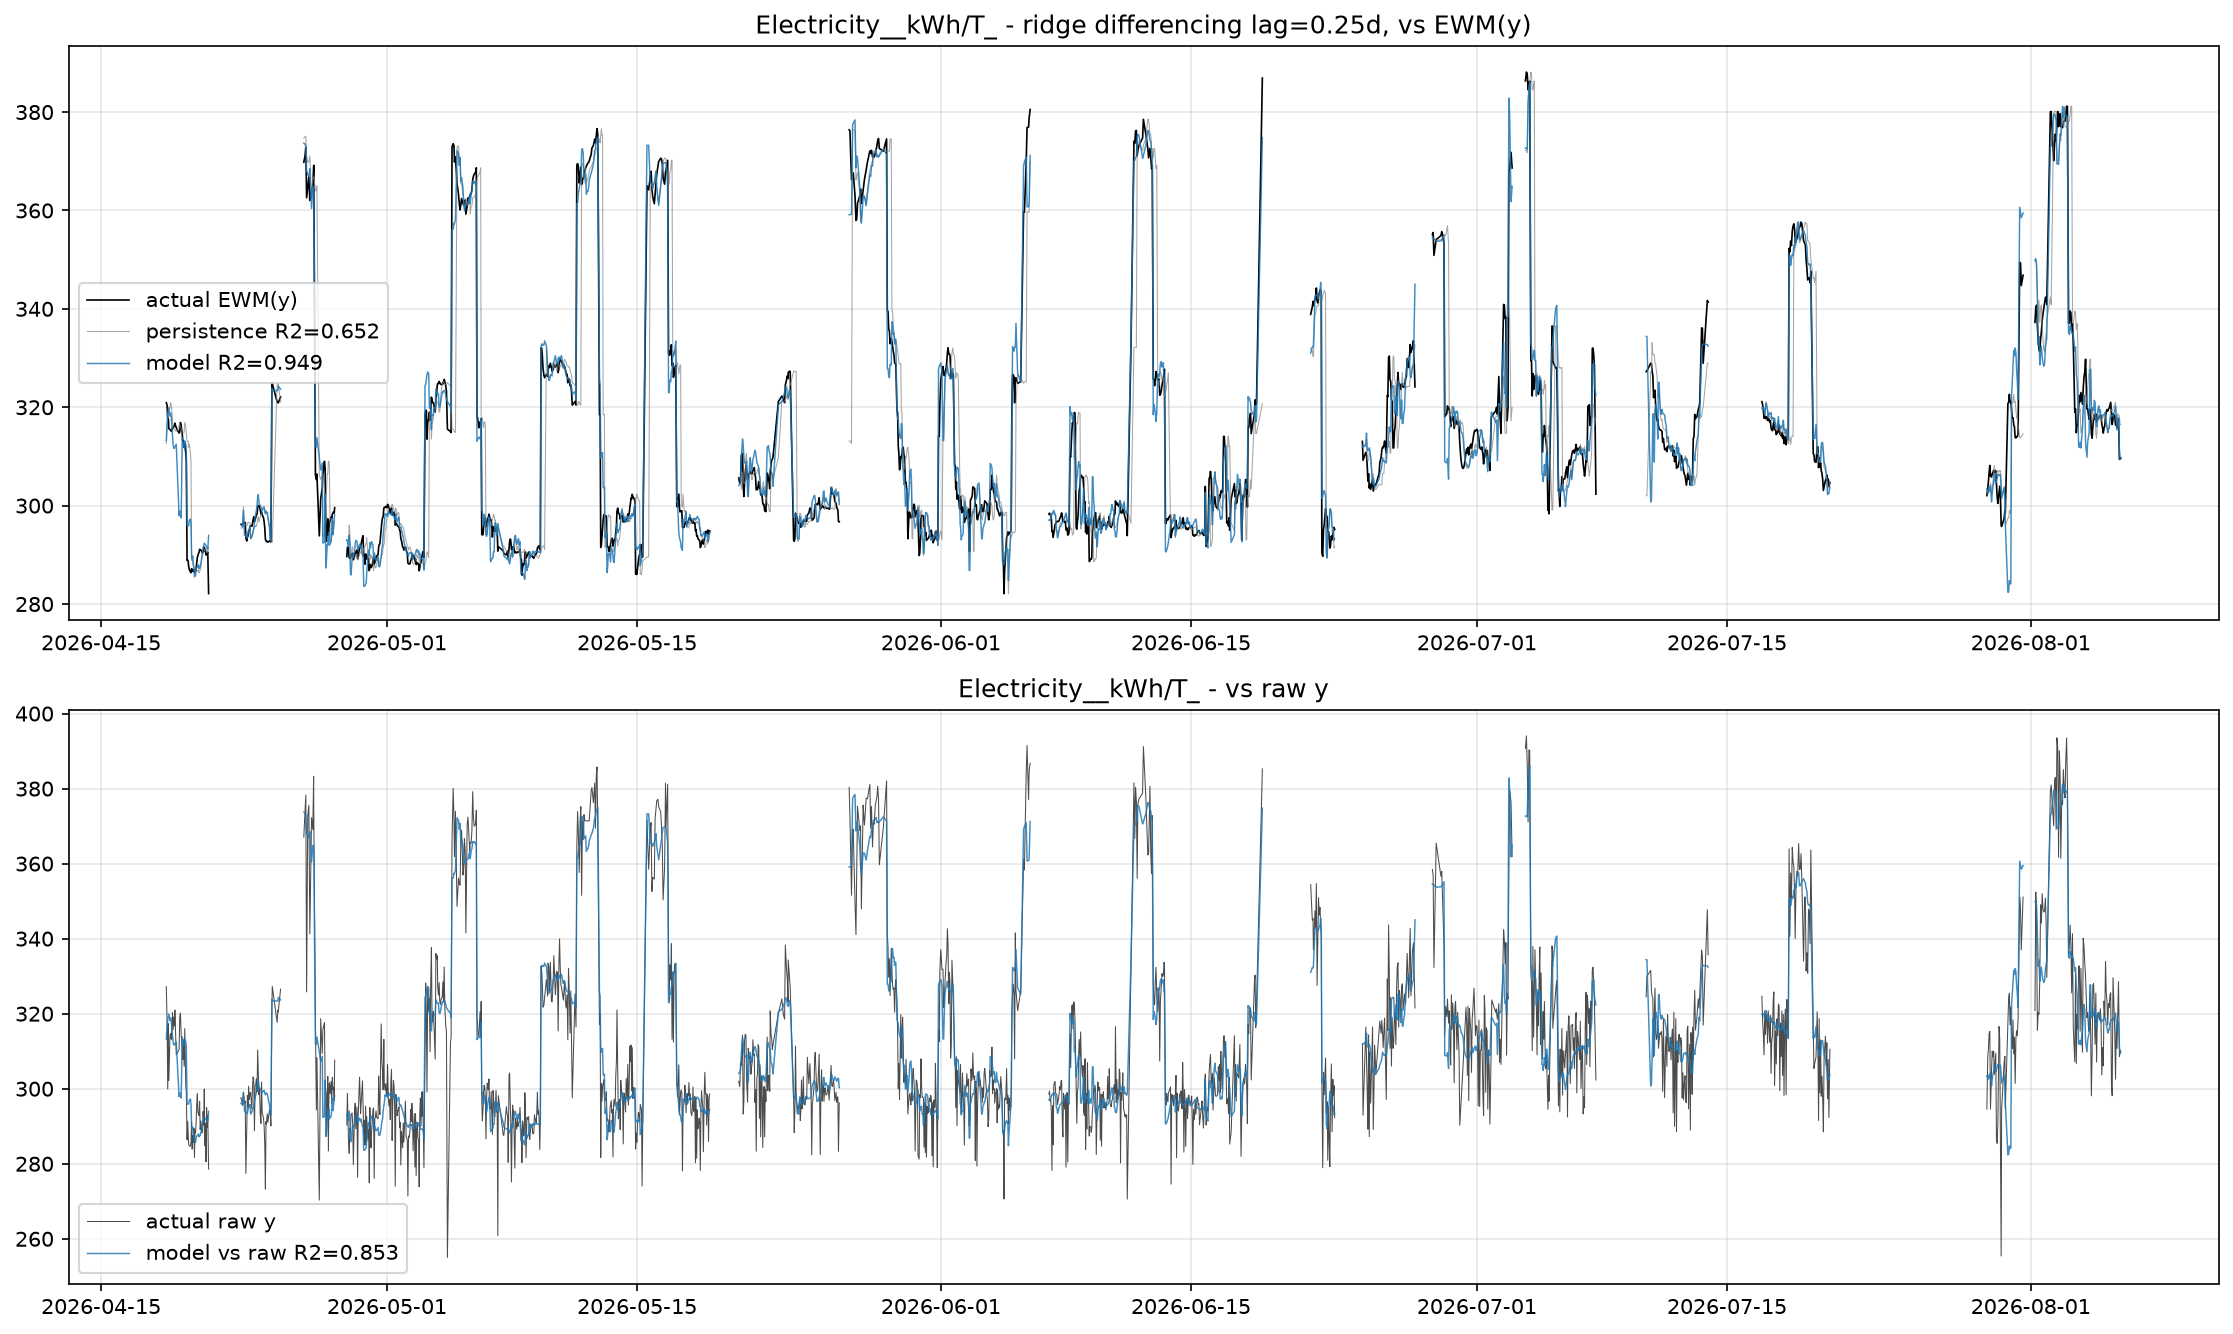 Electricity__kWh/T_ - ridge differencing lag=0.25d, vs EWM(y)
380
360
340
320
300
280
actual EWM(y)
persistence R2=0.652
model R2=0.949
2026-04-15 2026-05-01 2026-05-15 2026-06-01 2026-06-15 2026-07-01 2026-07-15 2026-08-01
Electricity__kWh/T_ - vs raw y
400
380
360
340
320
300
280
260
actual raw y
model vs raw R2=0.853
2026-04-15 2026-05-01 2026-05-15 2026-06-01 2026-06-15 2026-07-01 2026-07-15 2026-08-01